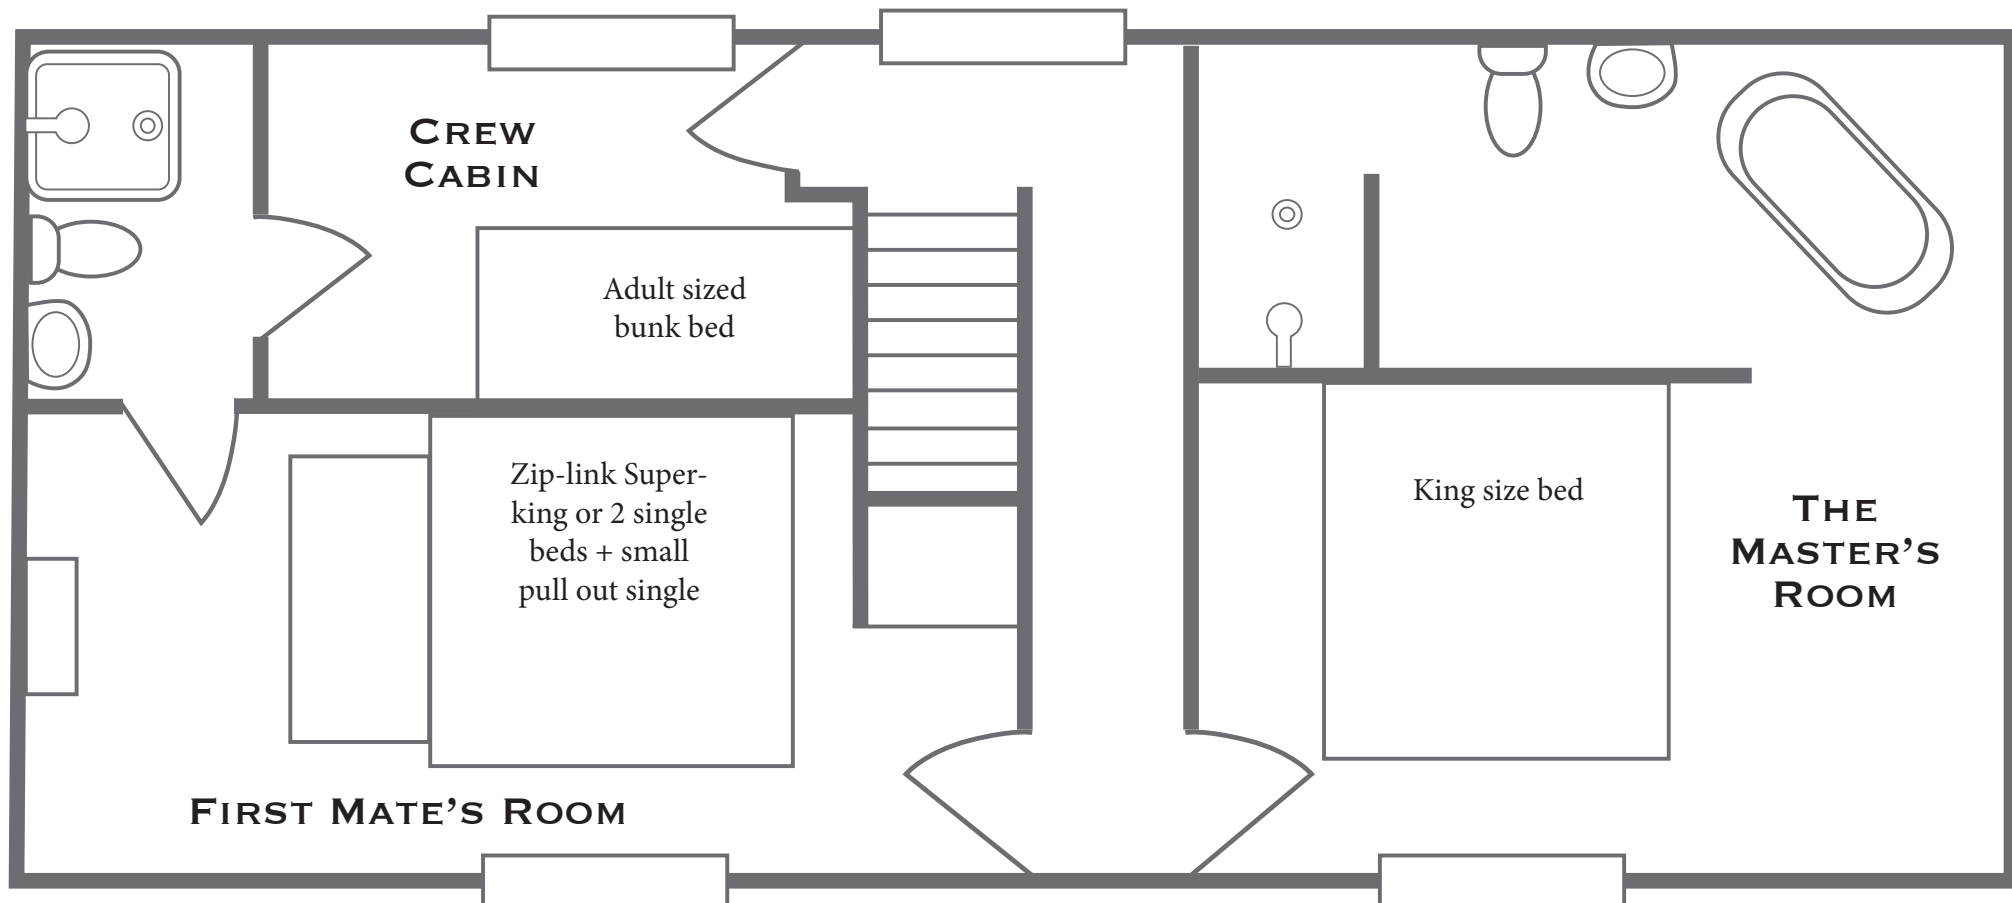 Crew
Cabin
Adult sized
bunk bed
Zip-link Super-
king or 2 single
beds + small
pull out single
King size bed
The
Master’s
Room
First Mate’s Room